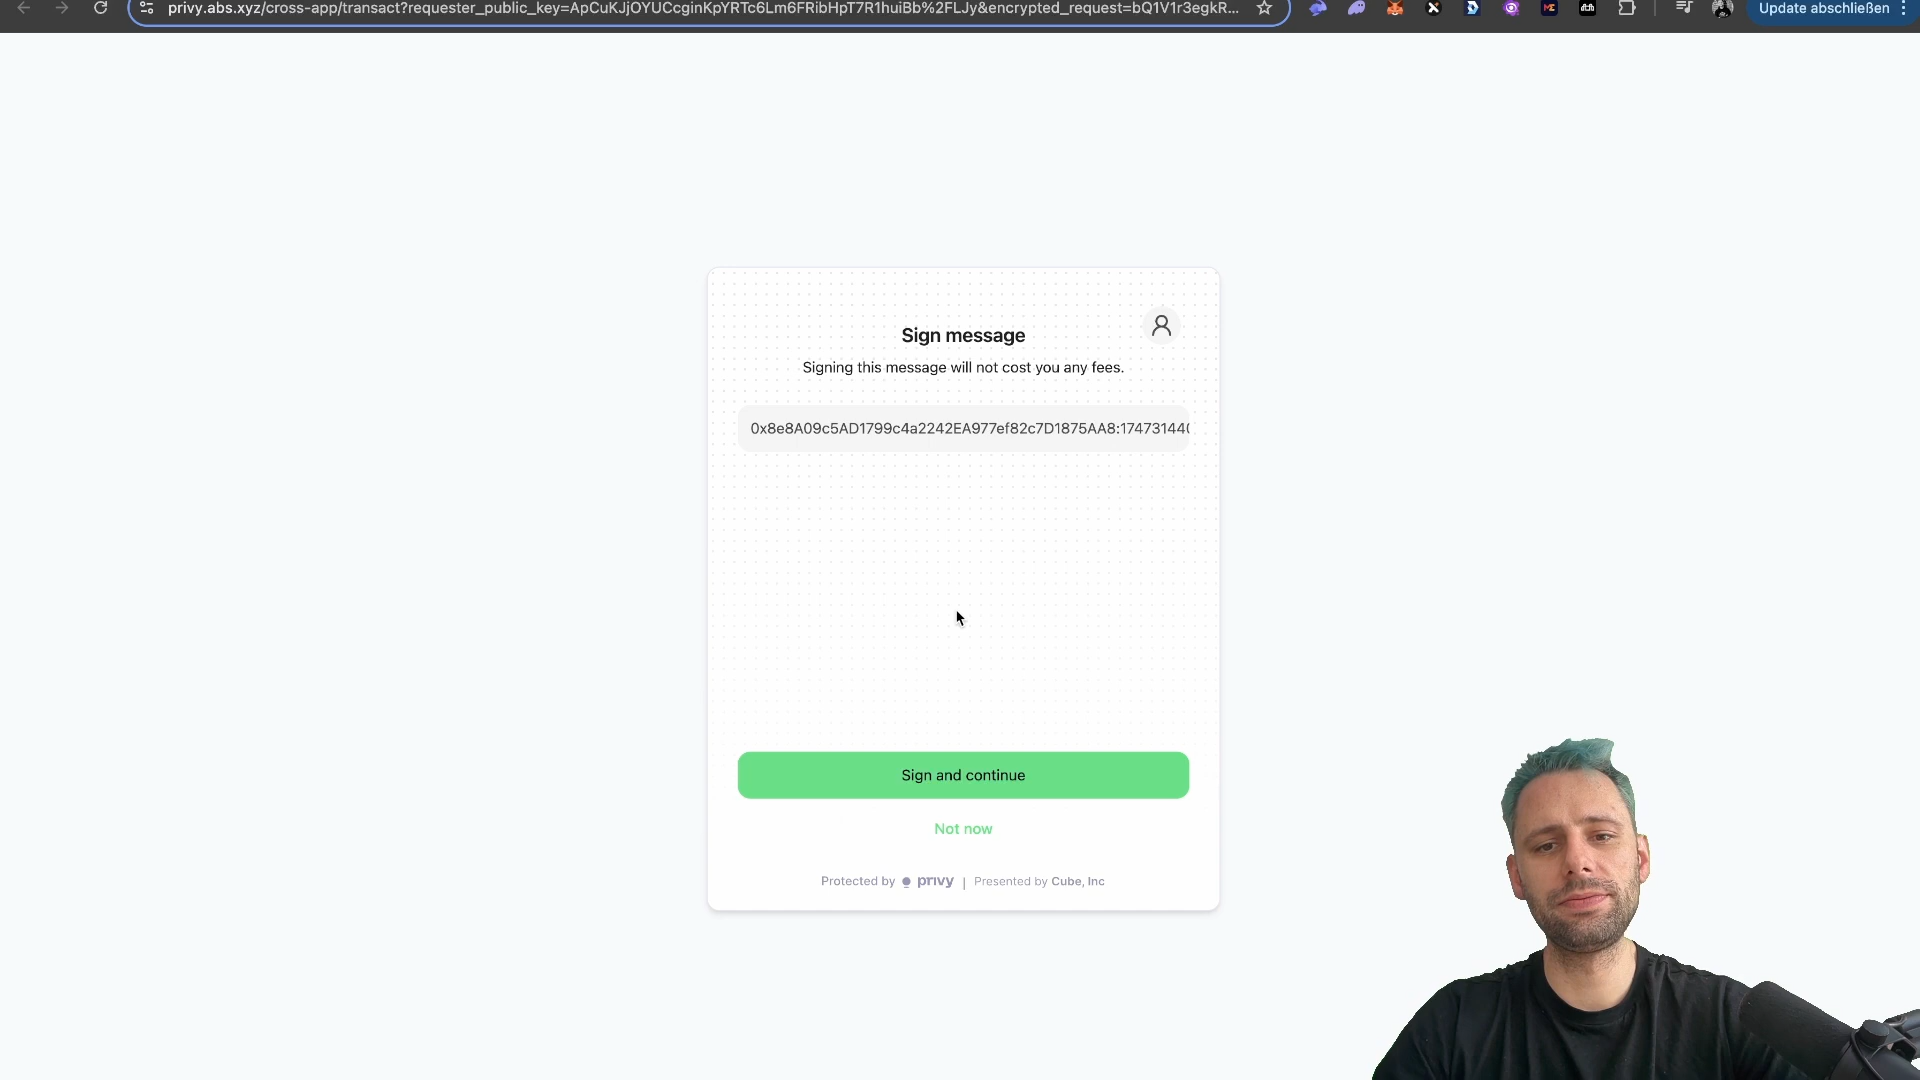 privy.abs.xyz/cross-app/transact?requester_public_key=ApCuKJjOYUCcginKpYRTc6Lm6FRibHpT7R1huiBb%2FLJy&encrypted_request=bQ1V1r3egkR...
Update abschließen
Sign message
Signing this message will not cost you any fees.
0x8e8A09c5AD1799c4a2242EA977ef82c7D1875AA8:174731440
Sign and continue
Not now
Protected by privy | Presented by Cube, Inc